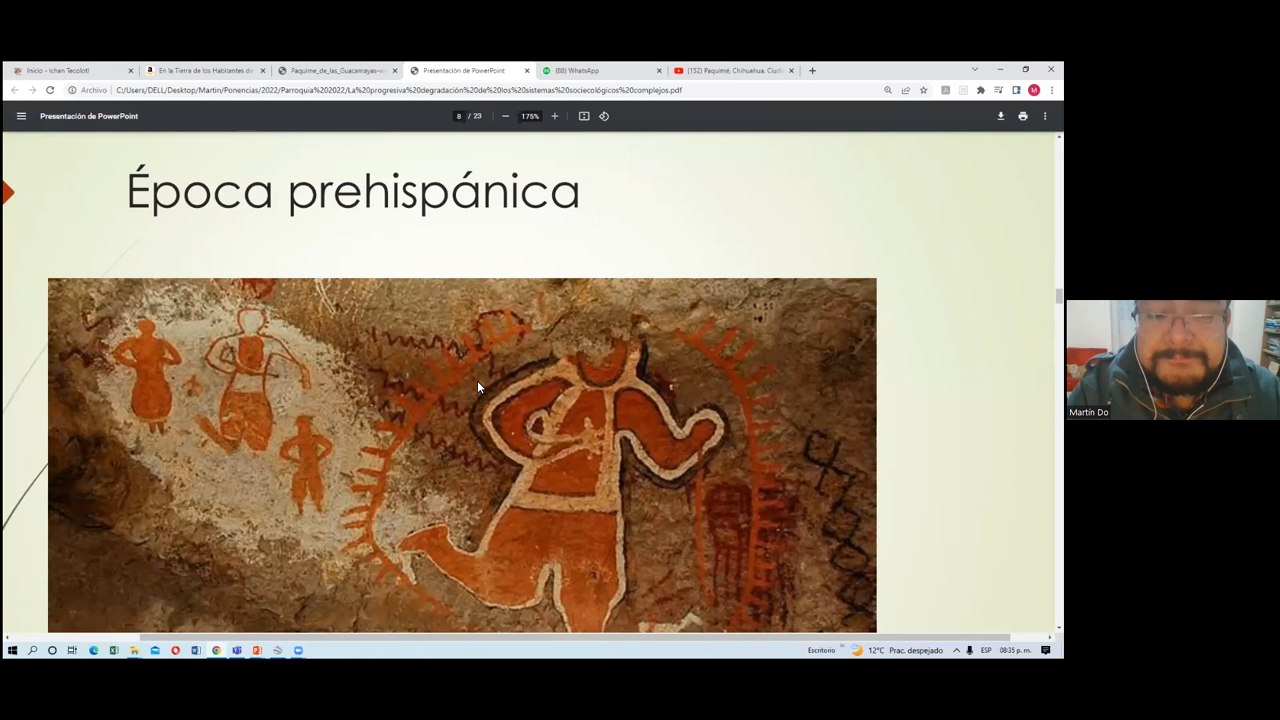 Inicio - Ichan Tecolotl
En la Tierra de los Habitantes de
Paquime_de_las_Guacamayas-w
Presentación de PowerPoint
(88) WhatsApp
(152) Paquimé, Chihuahua. Ciud
Archivo
C:/Users/DELL/Desktop/Martin/Ponencias/2022/Parroquia%202022/La%20progresiva%20degradación%20de%20los%20sistemas%20sociecológicos%20complejos.pdf
Presentación de PowerPoint
8 / 23
175%
Época prehispánica
Martín Do
Escritorio
12°C Prac. despejado
ESP
08:35 p. m.